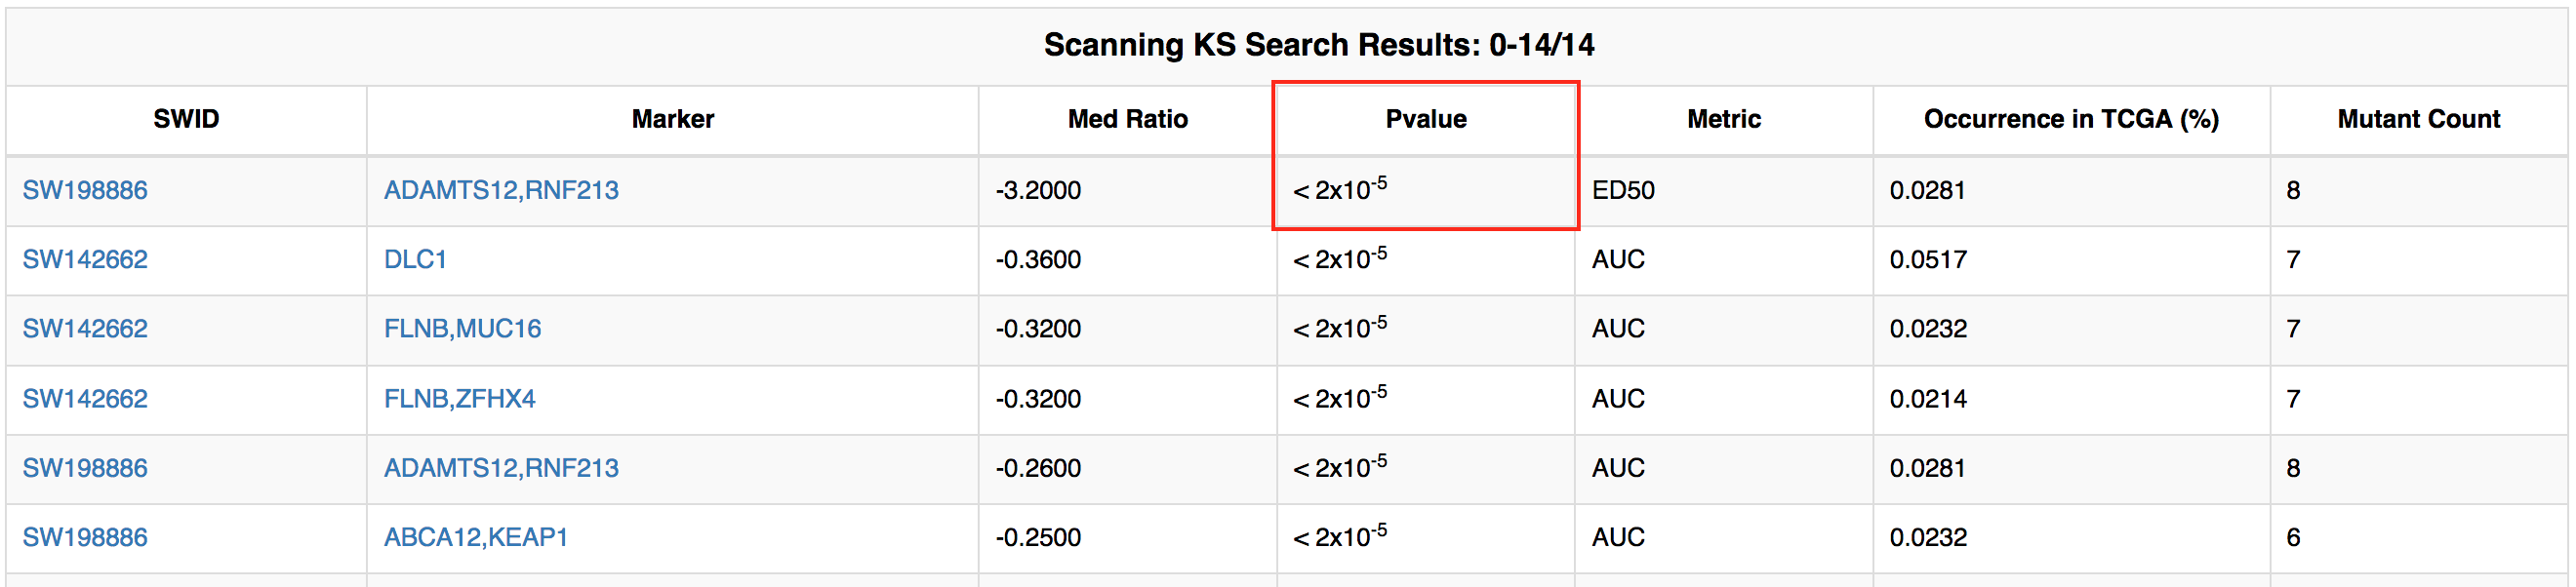 Scanning KS Search Results: 0-14/14
SWID Marker Med Ratio Pvalue Metric Occurrence in TCGA (%) Mutant Count
SW198886 ADAMTS12,RNF213 -3.2000 < 2x10⁻⁵ ED50 0.0281 8
SW142662 DLC1 -0.3600 < 2x10⁻⁵ AUC 0.0517 7
SW142662 FLNB,MUC16 -0.3200 < 2x10⁻⁵ AUC 0.0232 7
SW142662 FLNB,ZFHX4 -0.3200 < 2x10⁻⁵ AUC 0.0214 7
SW198886 ADAMTS12,RNF213 -0.2600 < 2x10⁻⁵ AUC 0.0281 8
SW198886 ABCA12,KEAP1 -0.2500 < 2x10⁻⁵ AUC 0.0232 6